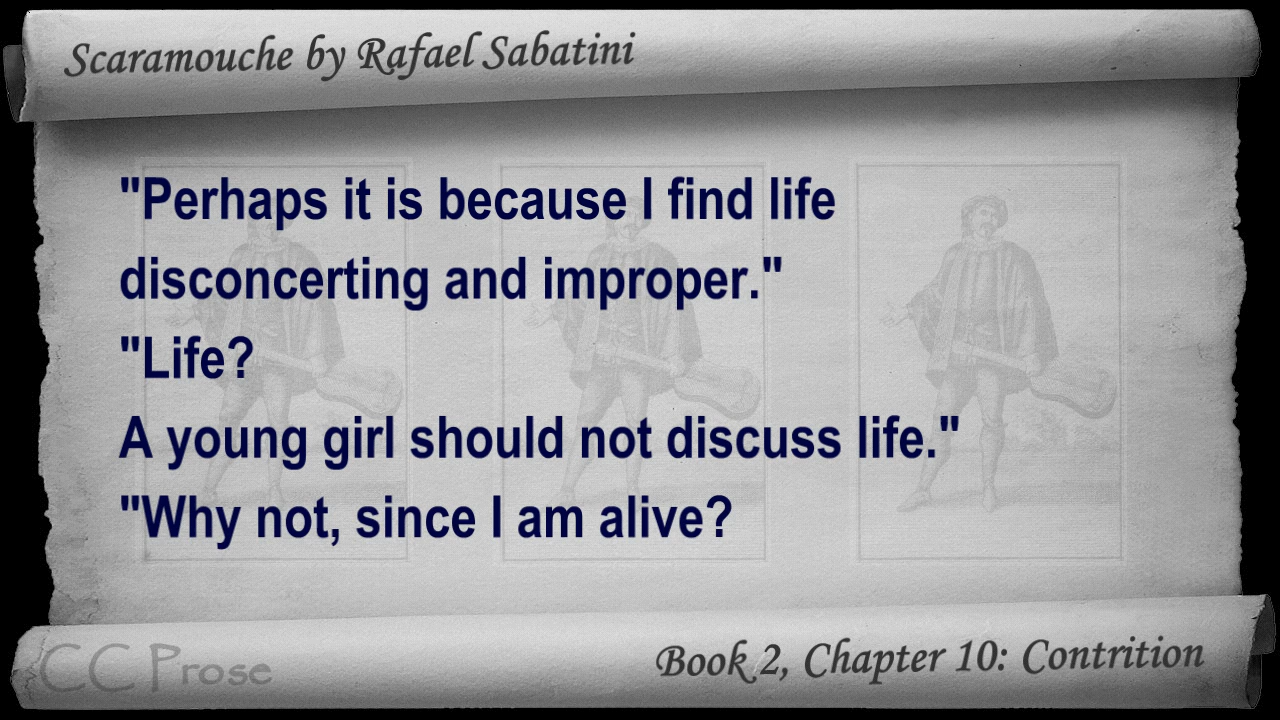 Scaramouche by Rafael Sabatini
"Perhaps it is because I find life
disconcerting and improper."
"Life?
A young girl should not discuss life."
"Why not, since I am alive?
CC Prose
Book 2, Chapter 10: Contrition